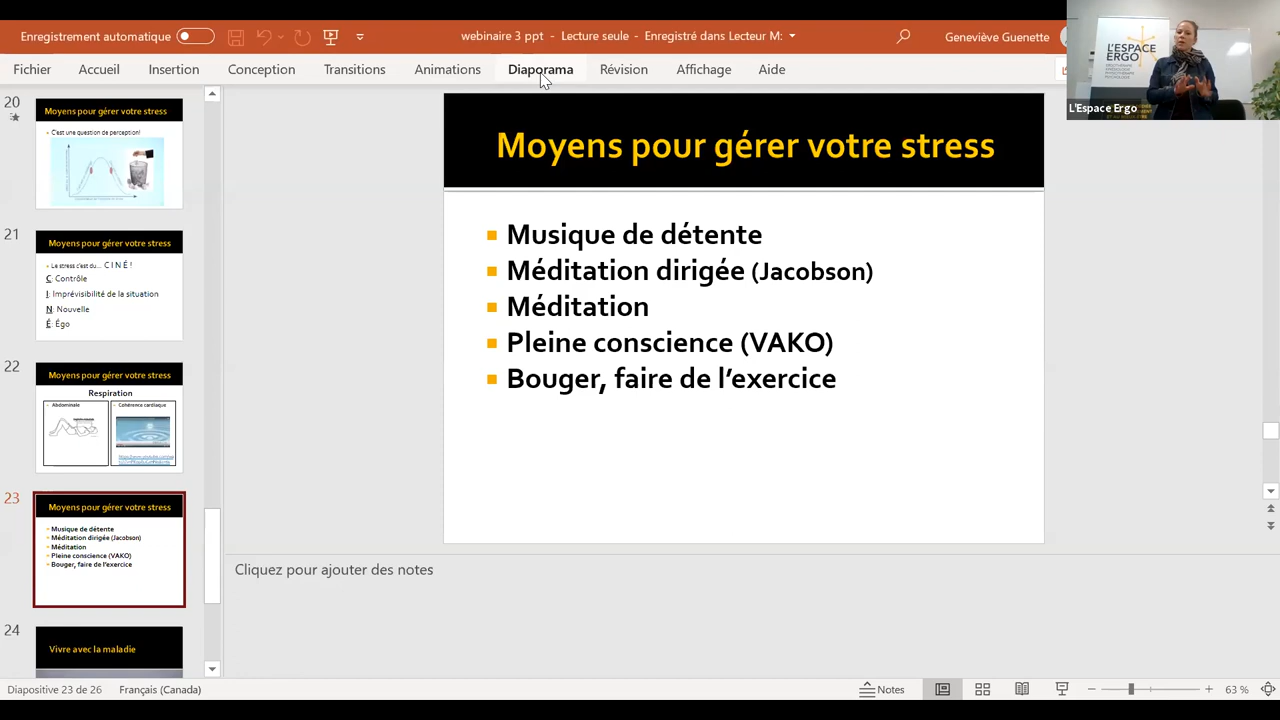 Enregistrement automatique
webinaire 3 ppt - Lecture seule - Enregistré dans Lecteur M:
Geneviève Guenette
Fichier Accueil Insertion Conception Transitions Animations Diaporama Révision Affichage Aide
L'ESPACE
ERGO
L'Espace Ergo
20
Moyens pour gérer votre stress
C'est une question de perception!
21
Moyens pour gérer votre stress
Le stress c'est du... C I N É !
C: Contrôle
I: Imprévisibilité de la situation
N: Nouvelle
É: Égo
22
Moyens pour gérer votre stress
Respiration
Abdominale
Cohérence cardiaque
23
Moyens pour gérer votre stress
Musique de détente
Méditation dirigée (Jacobson)
Méditation
Pleine conscience (VAKO)
Bouger, faire de l'exercice
24
Vivre avec la maladie
Moyens pour gérer votre stress
Musique de détente
Méditation dirigée (Jacobson)
Méditation
Pleine conscience (VAKO)
Bouger, faire de l'exercice
Cliquez pour ajouter des notes
Diapositive 23 de 26 Français (Canada) Notes 63 %